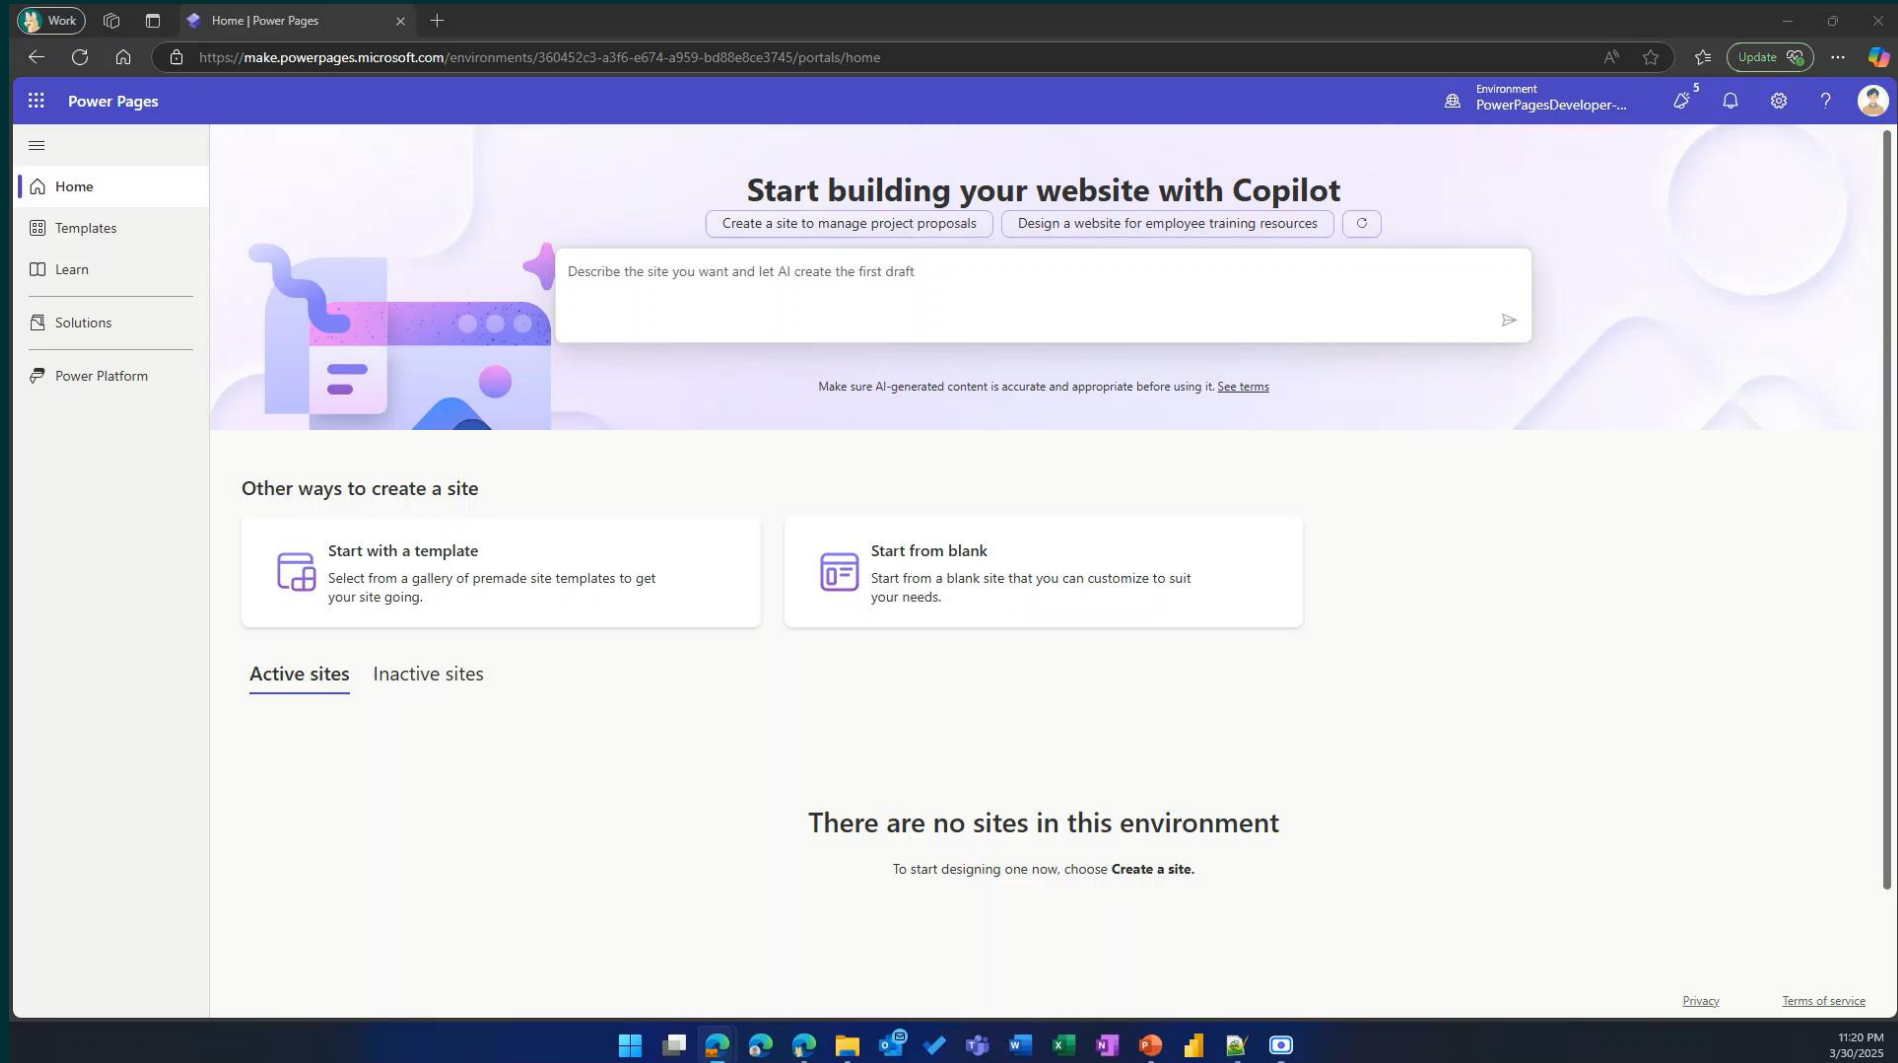 Work
Home | Power Pages
https://make.powerpages.microsoft.com/environments/360452c3-a3f6-e674-a959-bd88e8ce3745/portals/home
Update
Power Pages
Environment
PowerPagesDeveloper-...
5
?
Home
Templates
Learn
Solutions
Power Platform
Start building your website with Copilot
Create a site to manage project proposals
Design a website for employee training resources
Describe the site you want and let AI create the first draft
Make sure AI-generated content is accurate and appropriate before using it. See terms
Other ways to create a site
Start with a template
Select from a gallery of premade site templates to get
your site going.
Start from blank
Start from a blank site that you can customize to suit
your needs.
Active sites
Inactive sites
There are no sites in this environment
To start designing one now, choose Create a site.
Privacy
Terms of service
11:20 PM
3/30/2025